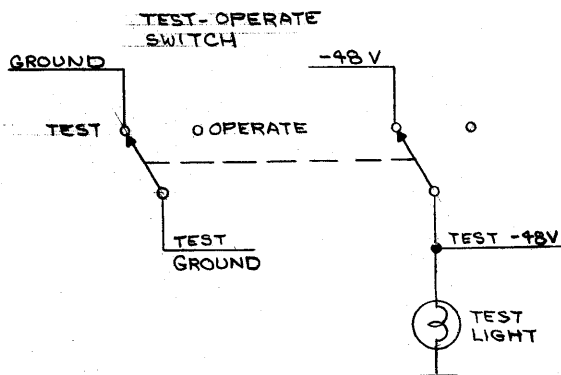 TEST-OPERATE
SWITCH
GROUND
-48 V
TEST
OPERATE
TEST
GROUND
TEST -48V
TEST
LIGHT